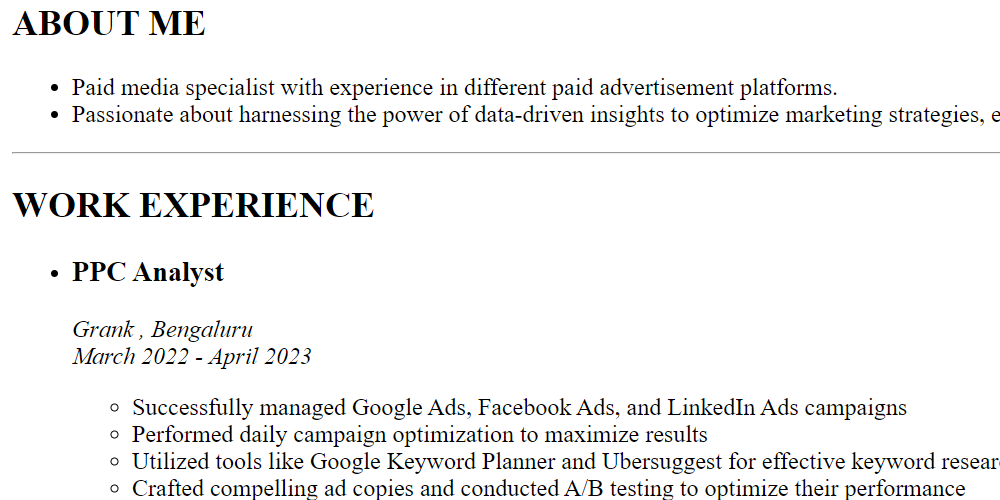 ABOUT ME
Paid media specialist with experience in different paid advertisement platforms.
Passionate about harnessing the power of data-driven insights to optimize marketing strategies,
WORK EXPERIENCE
PPC Analyst
Grank , Bengaluru
March 2022 - April 2023
Successfully managed Google Ads, Facebook Ads, and LinkedIn Ads campaigns
Performed daily campaign optimization to maximize results
Utilized tools like Google Keyword Planner and Ubersuggest for effective keyword
Crafted compelling ad copies and conducted A/B testing to optimize their performance